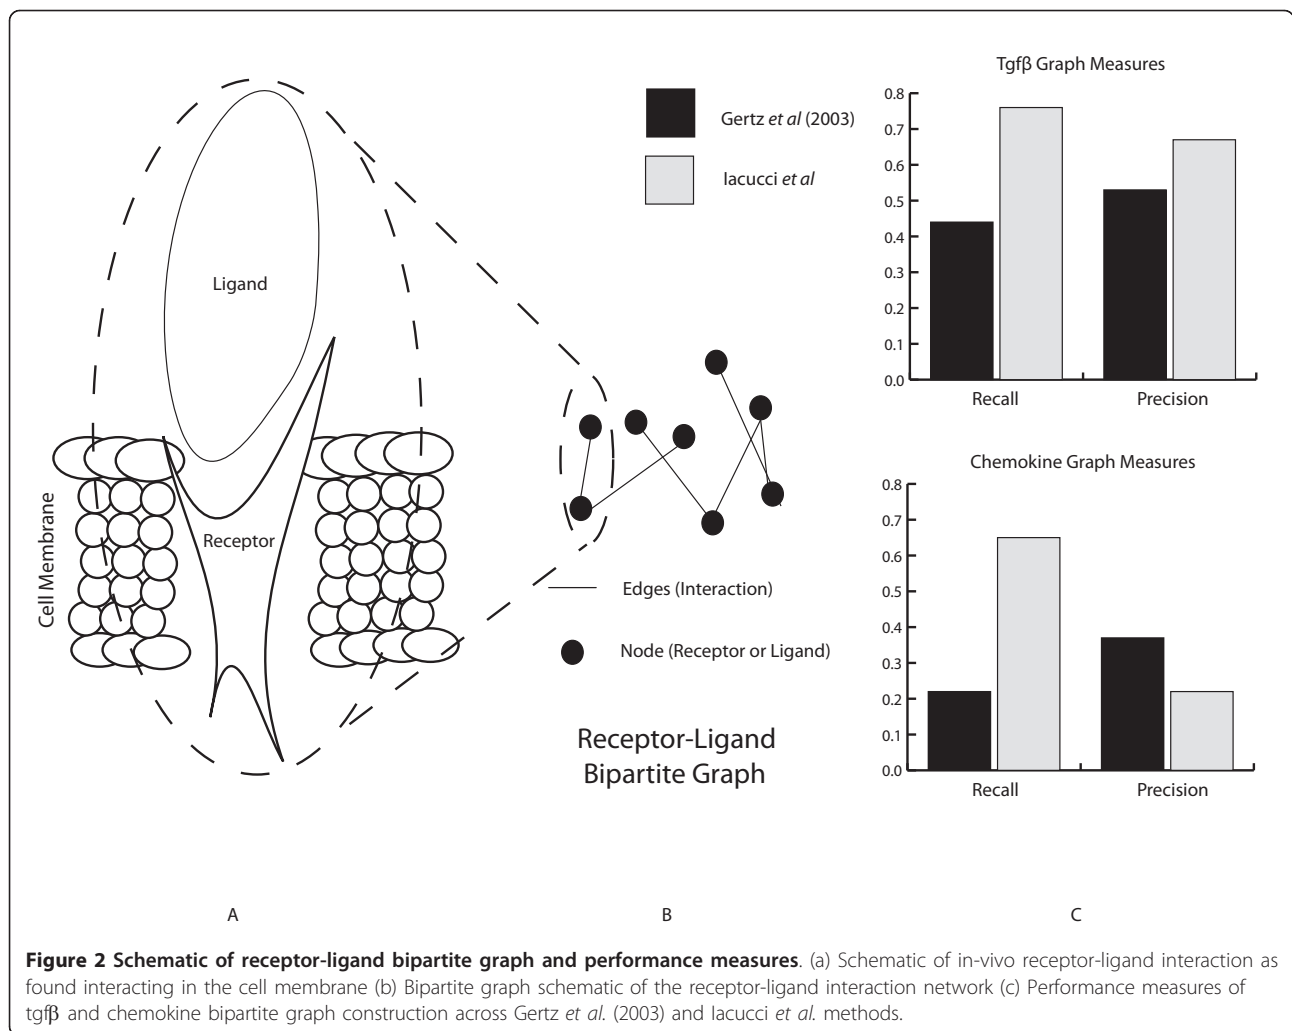 Ligand
Receptor
Cell Membrane
Gertz et al (2003)
Iacucci et al
Edges (Interaction)
Node (Receptor or Ligand)
Receptor-Ligand
Bipartite Graph
Tgfβ Graph Measures
0.8
0.7
0.6
0.5
0.4
0.3
0.2
0.1
0.0
Recall Precision
Chemokine Graph Measures
0.8
0.7
0.6
0.5
0.4
0.3
0.2
0.1
0.0
Recall Precision
A B C
Figure 2 Schematic of receptor-ligand bipartite graph and performance measures. (a) Schematic of in-vivo receptor-ligand interaction as
found interacting in the cell membrane (b) Bipartite graph schematic of the receptor-ligand interaction network (c) Performance measures of
tgfβ and chemokine bipartite graph construction across Gertz et al. (2003) and Iacucci et al. methods.